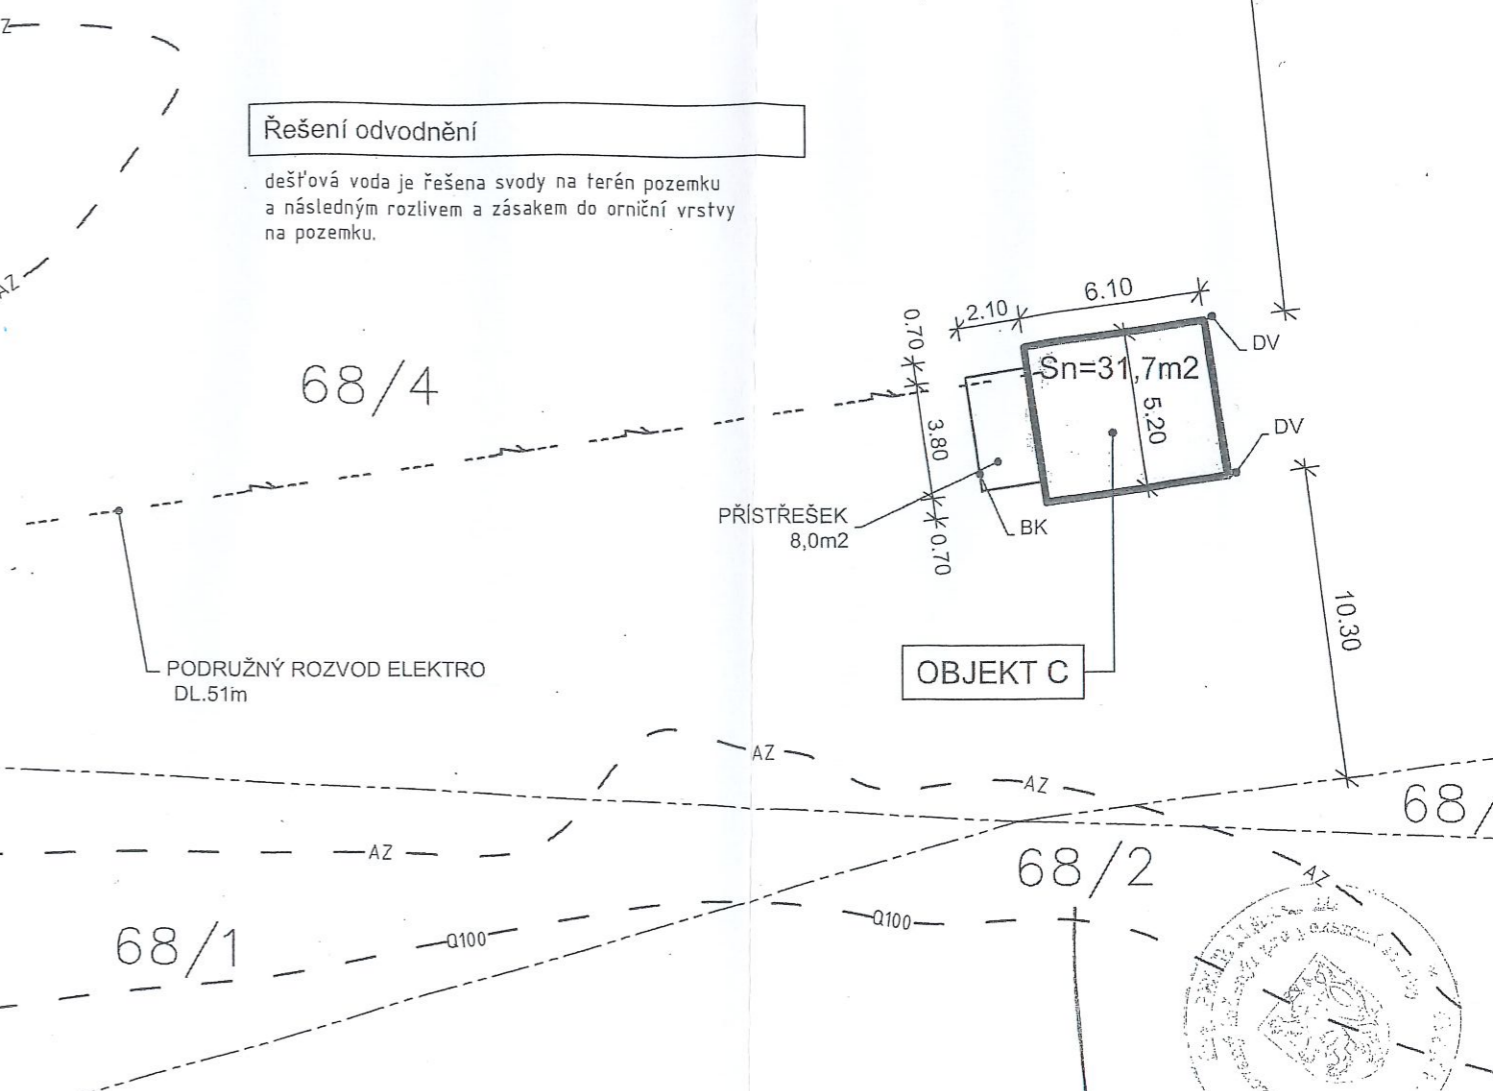 Z
Řešení odvodnění
dešťová voda je řešena svody na terén pozemku
a následným rozlivem a zásakem do orniční vrstvy
na pozemku.
AZ
6.10
2.10
0.70
DV
Sn=31,7m2
68/4
5.20
3.80
DV
PŘÍSTŘEŠEK
8,0m2
BK
0.70
10.30
OBJEKT C
PODRUŽNÝ ROZVOD ELEKTRO
DL.51m
AZ
AZ
68/
AZ
68/2
AZ
Q100
68/1
Q100